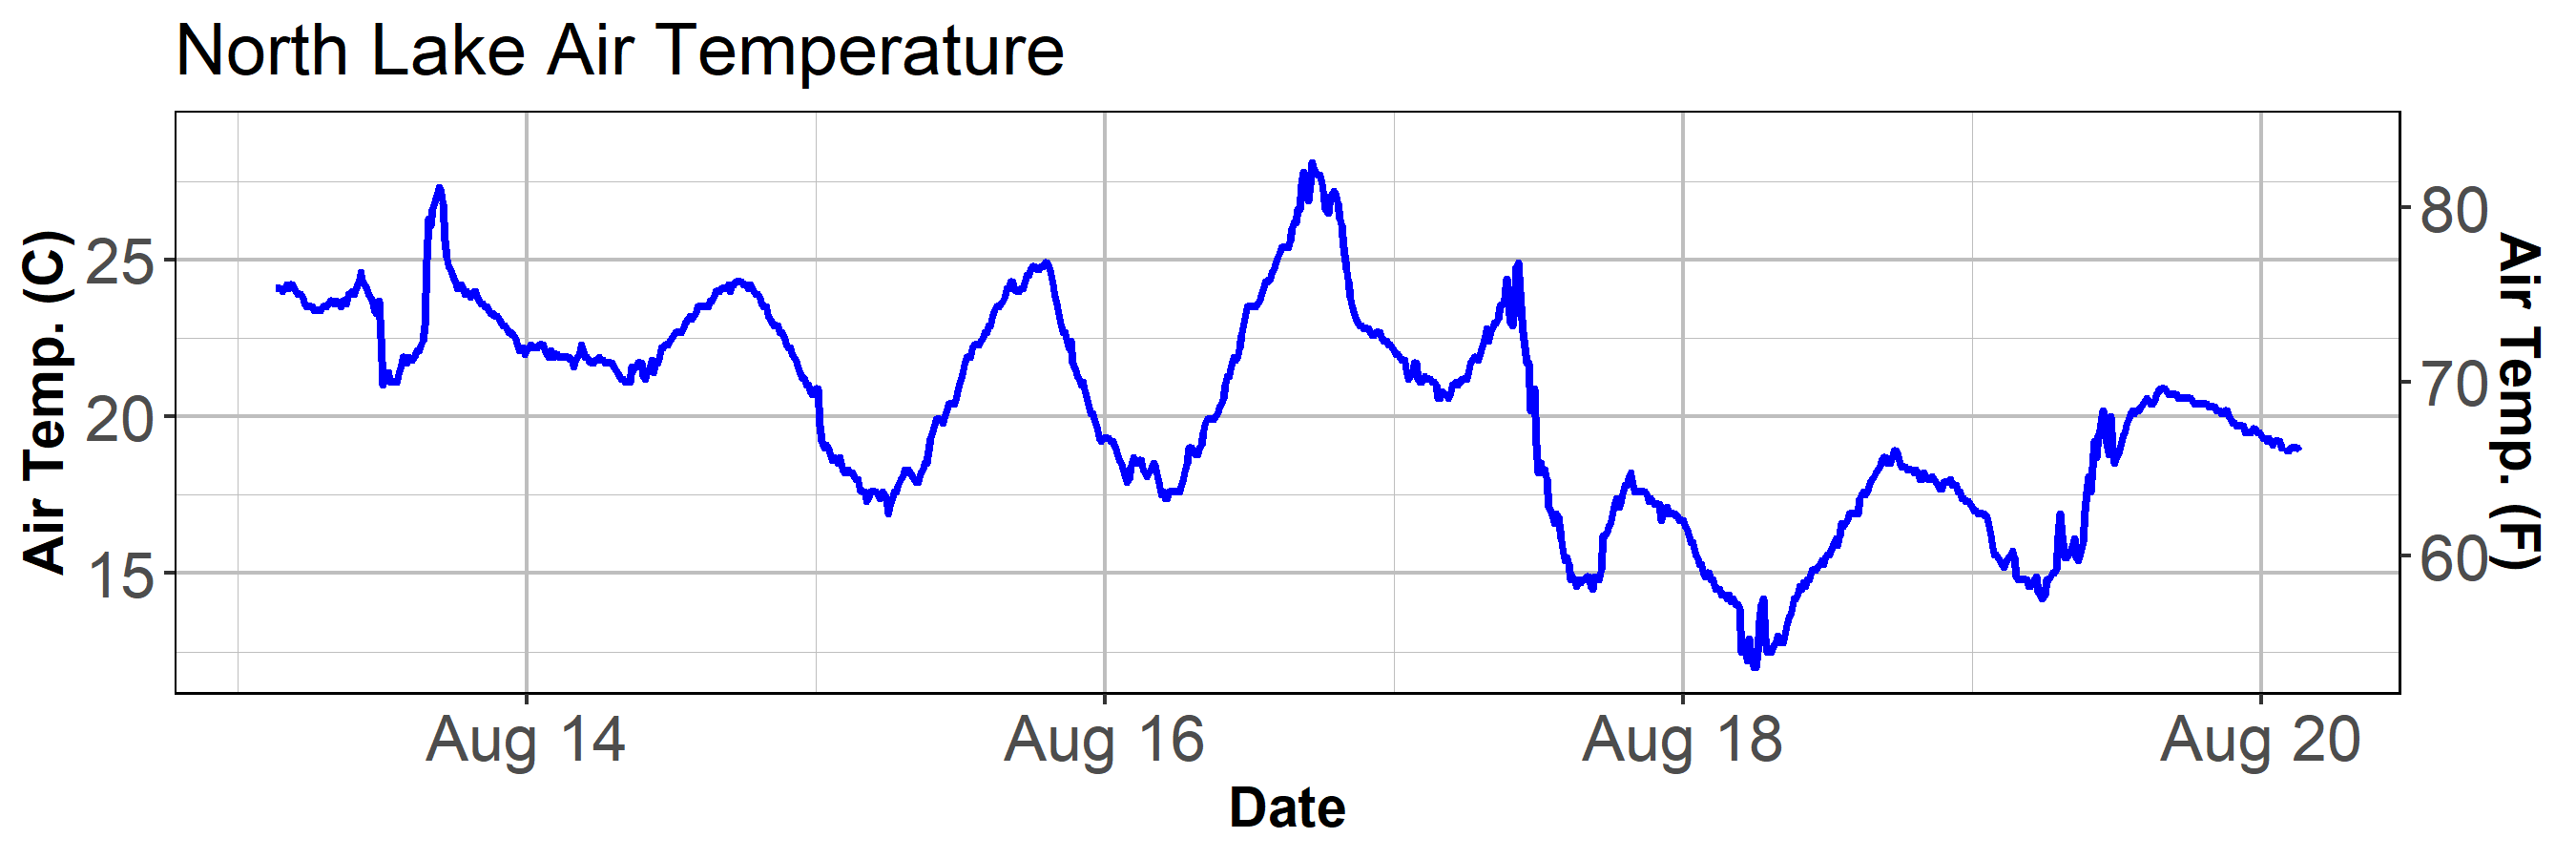 North Lake Air Temperature
Air Temp. (C)
25
20
15
80
70
60
Air Temp. (F)
Aug 14 Aug 16 Aug 18 Aug 20
Date